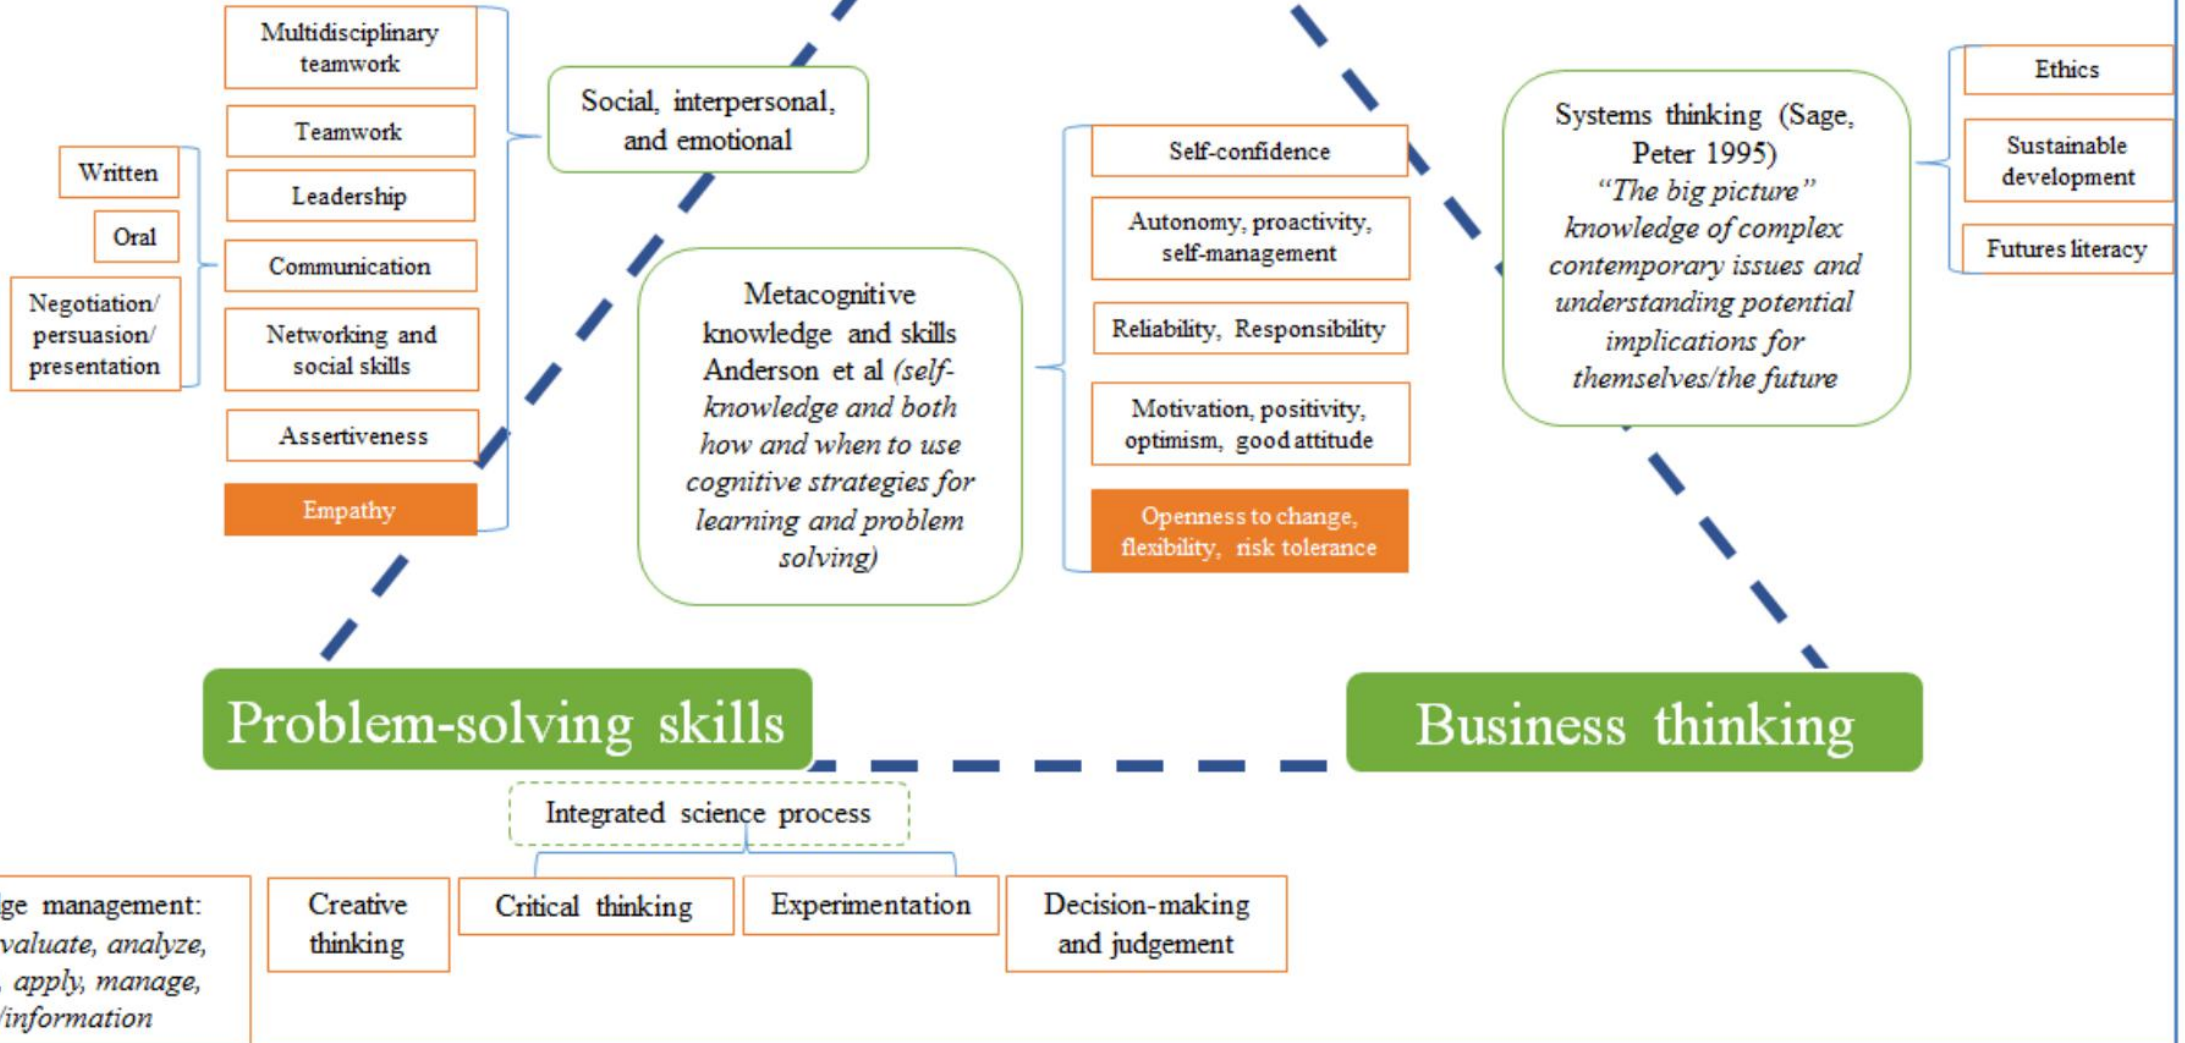 Multidisciplinary
teamwork
Teamwork
Leadership
Communication
Networking and
social skills
Assertiveness
Empathy
Written
Oral
Negotiation/
persuasion/
presentation
Social, interpersonal,
and emotional
Metacognitive
knowledge and skills
Anderson et al (self-
knowledge and both
how and when to use
cognitive strategies for
learning and problem
solving)
Self-confidence
Autonomy, proactivity,
self-management
Reliability, Responsibility
Motivation, positivity,
optimism, good attitude
Openness to change,
flexibility, risk tolerance
Systems thinking (Sage,
Peter 1995)
“The big picture”
knowledge of complex
contemporary issues and
understanding potential
implications for
themselves/the future
Ethics
Sustainable
development
Futures literacy
Problem-solving skills
Business thinking
Integrated science process
management:
analyze,
apply, manage,
/information
Creative
thinking
Critical thinking
Experimentation
Decision-making
and judgement